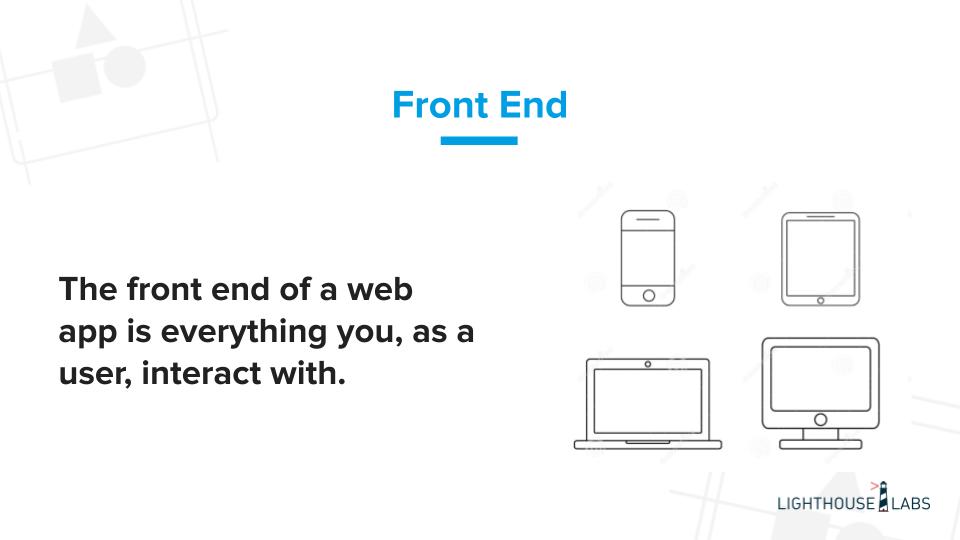 Front End
The front end of a web
app is everything you, as a
user, interact with.
LIGHTHOUSE LABS